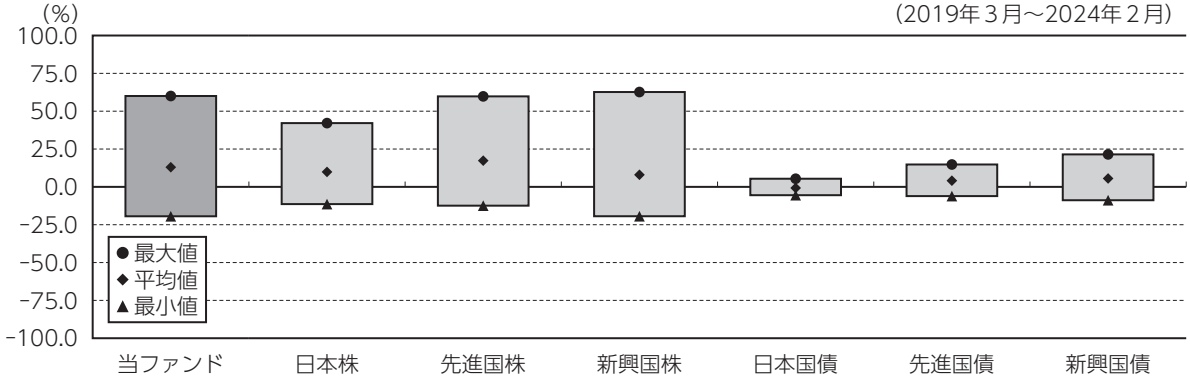 (%)
(2019年3月～2024年2月)
100.0
75.0
50.0
25.0
0.0
-25.0
-50.0
-75.0
-100.0
●最大値
◆平均値
▲最小値
当ファンド 日本株 先進国株 新興国株 日本国債 先進国債 新興国債